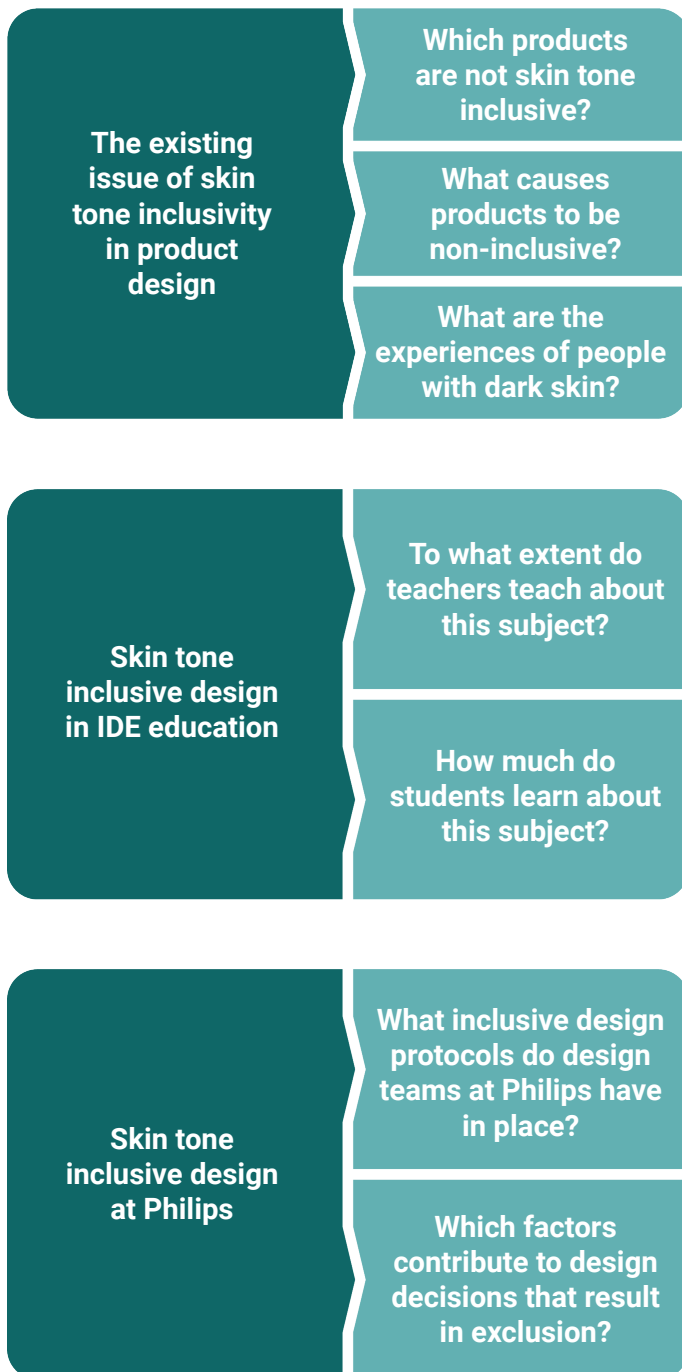 The existing
issue of skin
tone inclusivity
in product
design
Which products
are not skin tone
inclusive?
What causes
products to be
non-inclusive?
What are the
experiences of people
with dark skin?
Skin tone
inclusive design
in IDE education
To what extent do
teachers teach about
this subject?
How much do
students learn about
this subject?
Skin tone
inclusive design
at Philips
What inclusive design
protocols do design
teams at Philips have
in place?
Which factors
contribute to design
decisions that result
in exclusion?